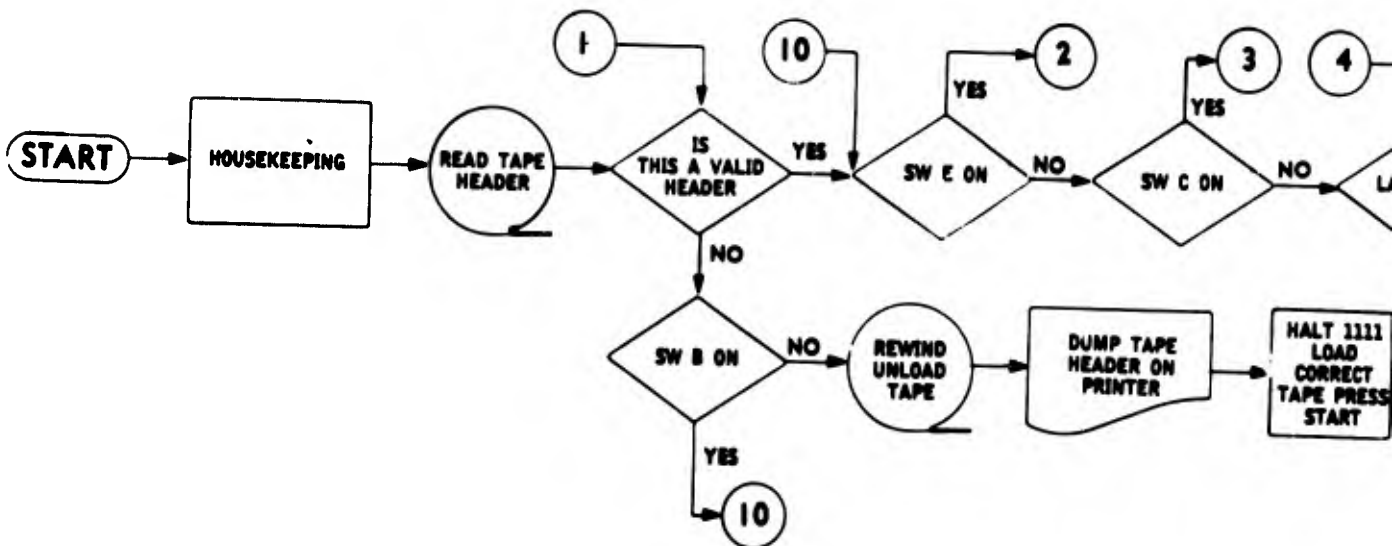 1
10
2
3
4
YES
YES
START
HOUSEKEEPING
READ TAPE
HEADER
IS
THIS A VALID
HEADER
YES
SW E ON
NO
SW C ON
NO
NO
SW B ON
NO
REWIND
UNLOAD
TAPE
DUMP TAPE
HEADER ON
PRINTER
HALT 1111
LOAD
CORRECT
TAPE PRESS
START
YES
10